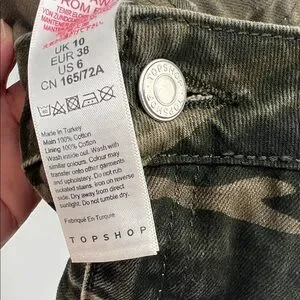 UK 10
EUR 38
US 6
CN 165/72A
TOPSHOP
Made in Turkey
Main 100% Cotton
Lining 100% Cotton
Wash inside out. Wash with
similar colours. Colour may
transfer onto other garments
and upholstery. Do not rub
isolated stains. Iron on reverse
side. Dry away from direct
sunlight. Do not tumble dry.
Fabriqué En Turquie
TOPSHOP